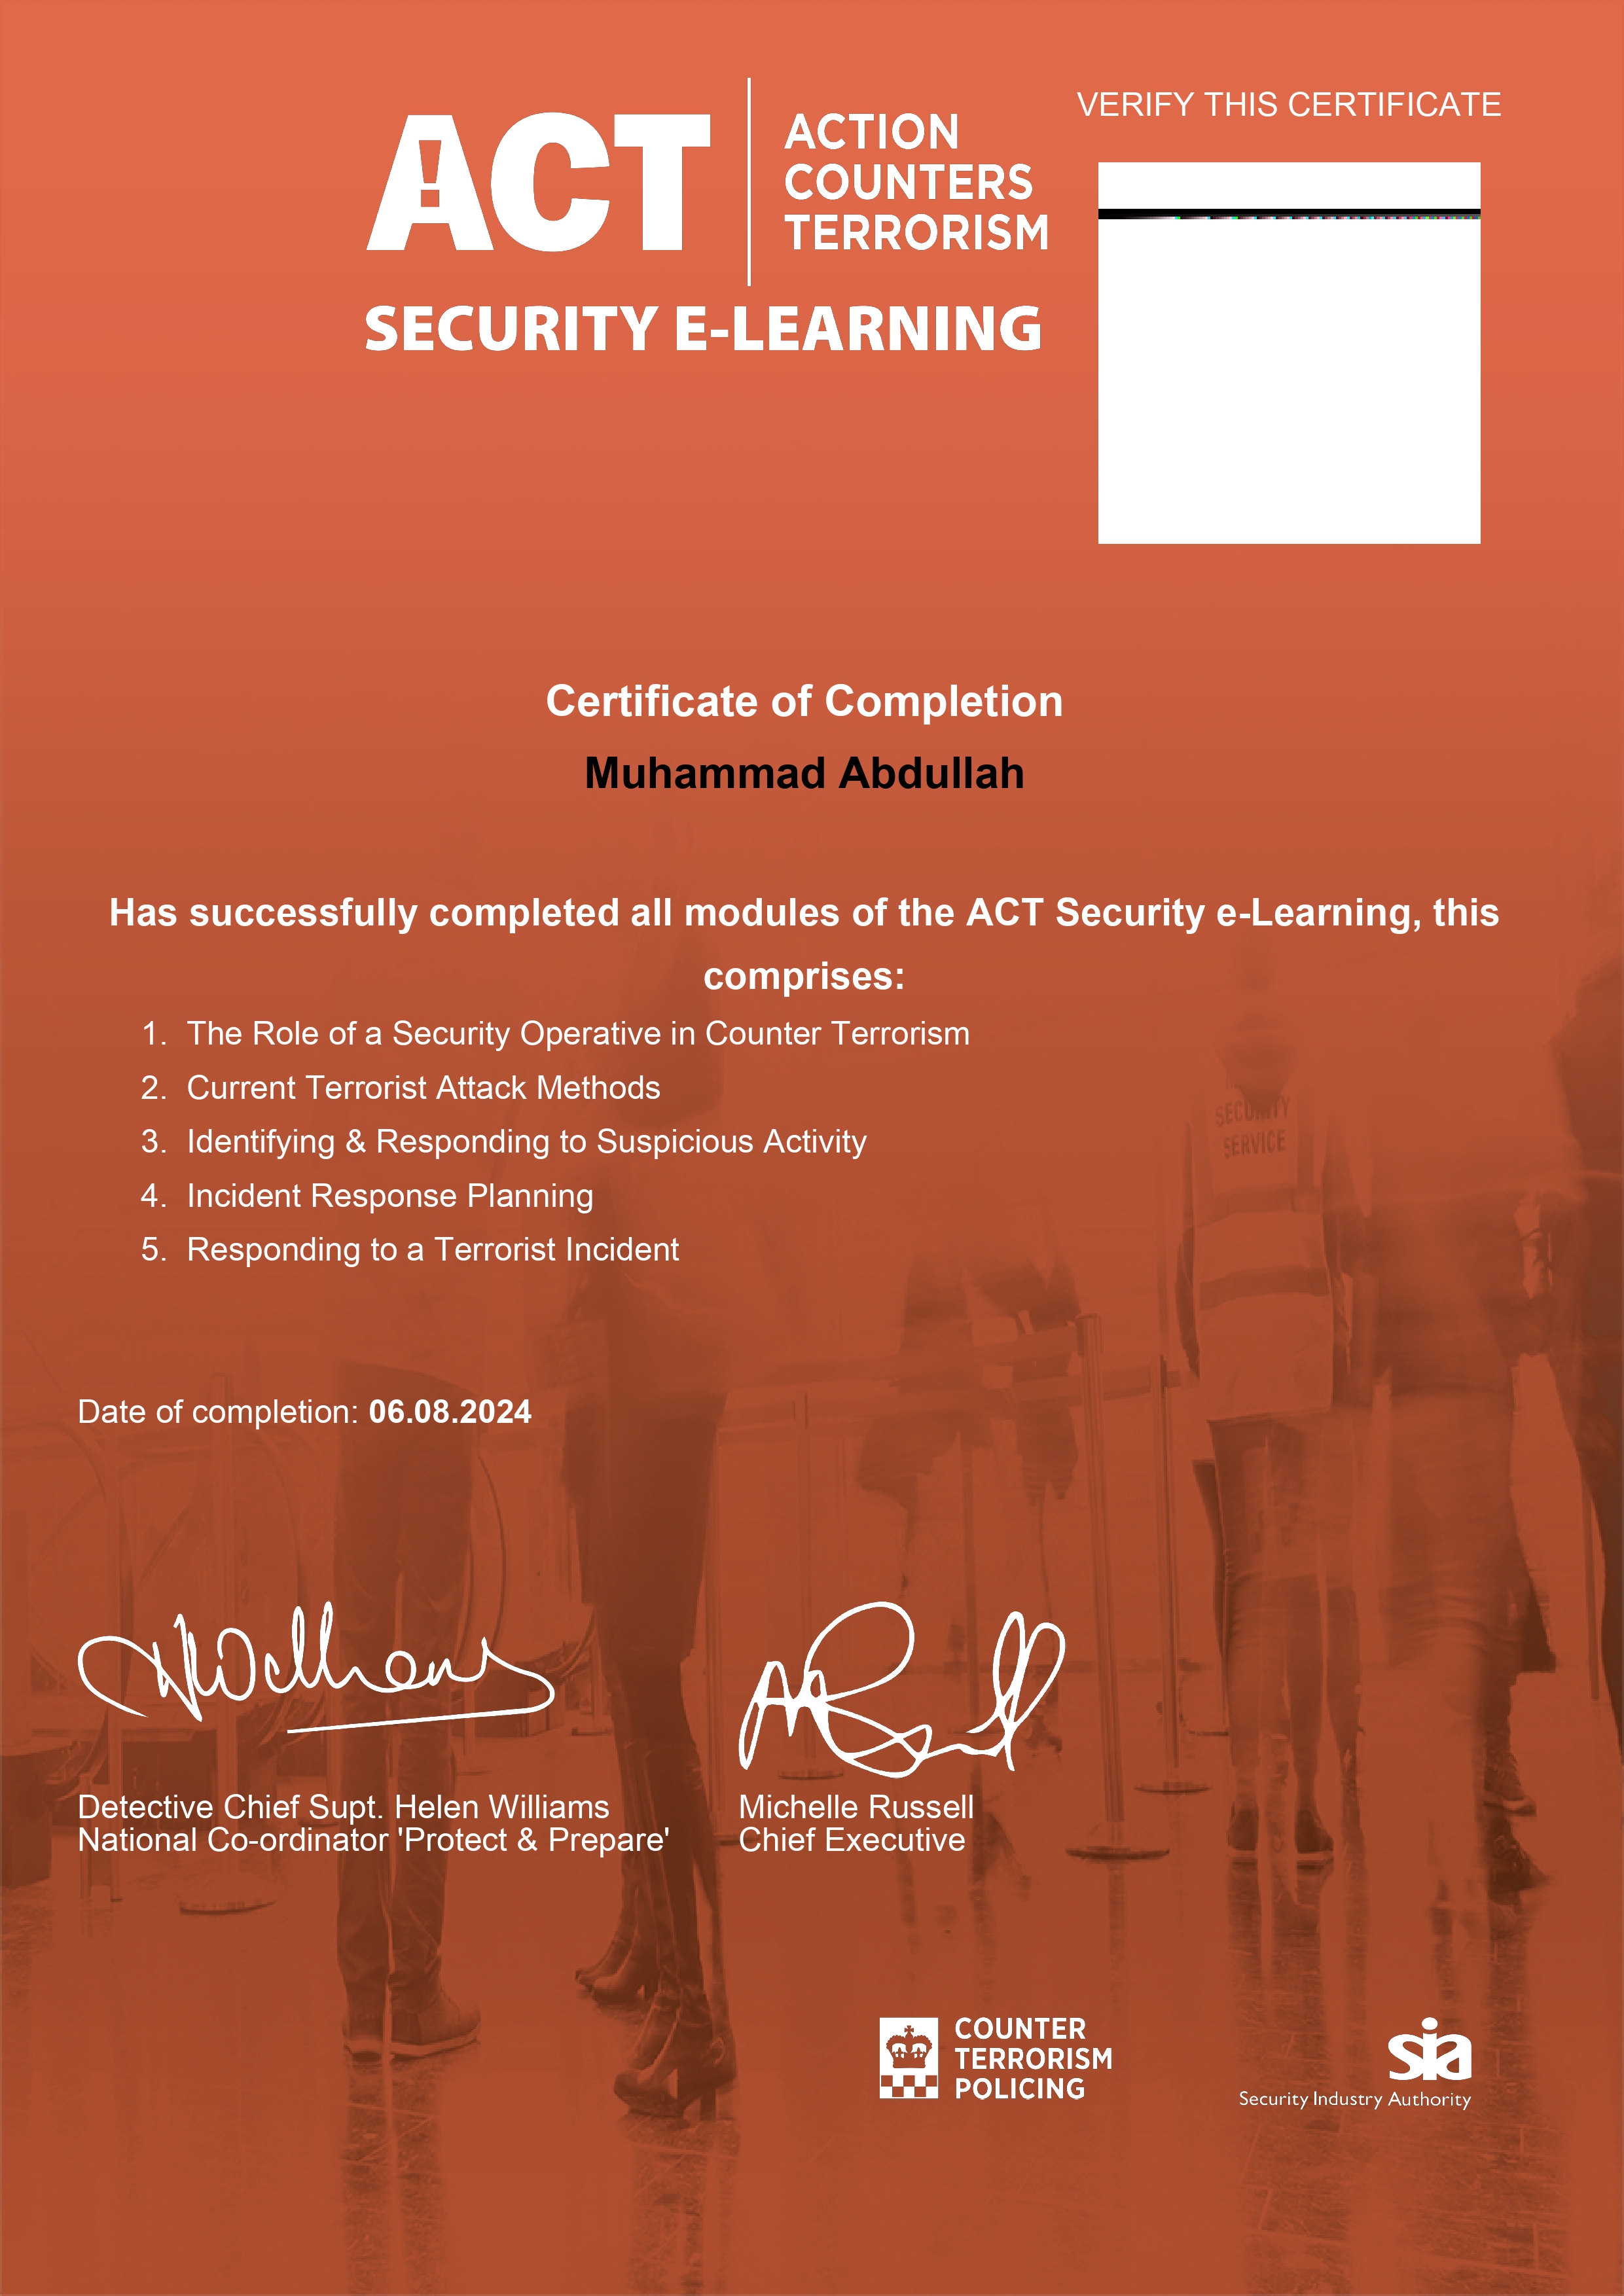 ACT
ACTION
COUNTERS
TERRORISM
SECURITY E-LEARNING
VERIFY THIS CERTIFICATE
Certificate of Completion
Muhammad Abdullah
Has successfully completed all modules of the ACT Security e-Learning, this
comprises:
1. The Role of a Security Operative in Counter Terrorism
2. Current Terrorist Attack Methods
3. Identifying & Responding to Suspicious Activity
4. Incident Response Planning
5. Responding to a Terrorist Incident
SECURITY
SERVICE
Date of completion: 06.08.2024
Detective Chief Supt. Helen Williams
National Co-ordinator 'Protect & Prepare'
Michelle Russell
Chief Executive
COUNTER
TERRORISM
POLICING
sia
Security Industry Authority